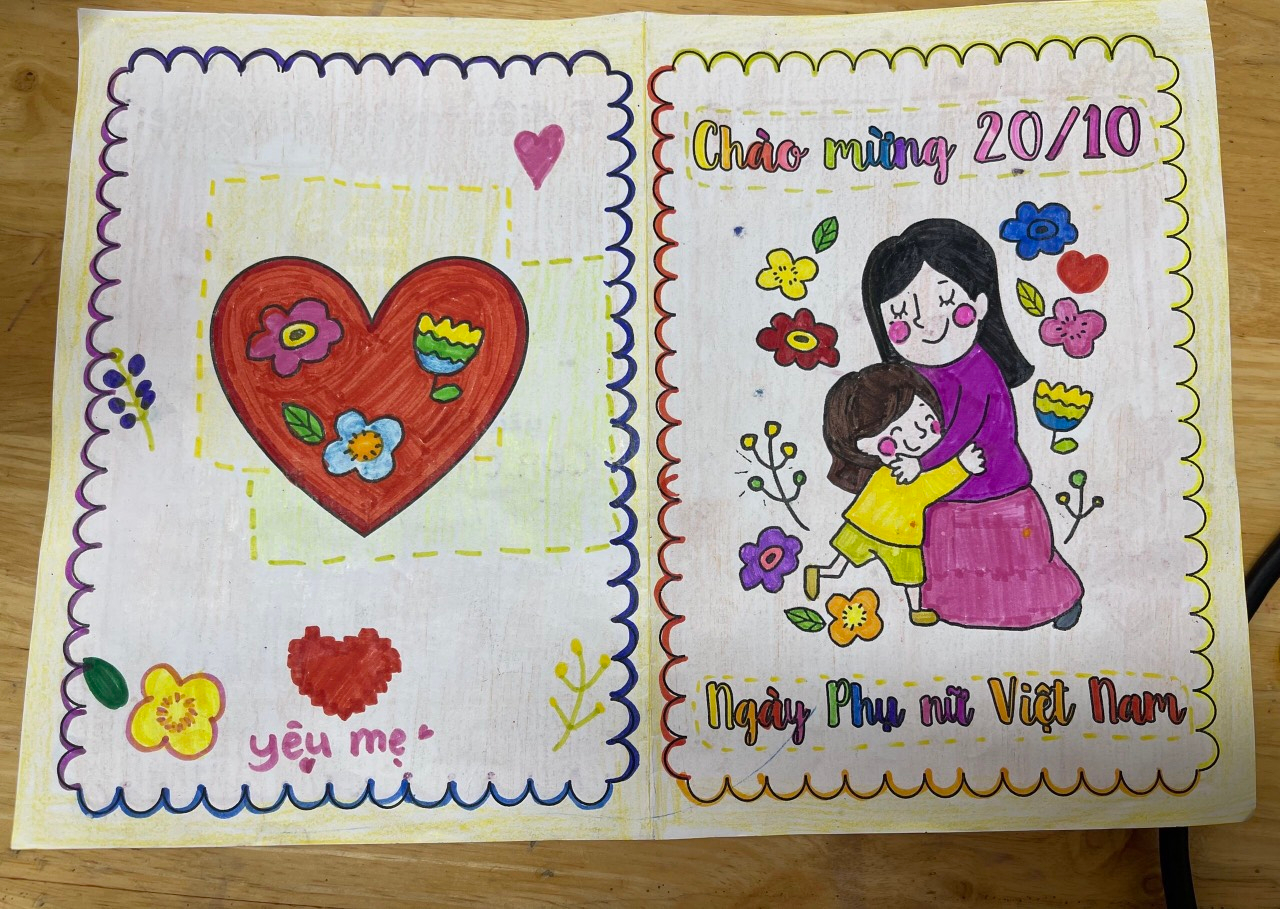 yêu mẹ
Chào mừng 20/10
Ngày Phụ nữ Việt Nam